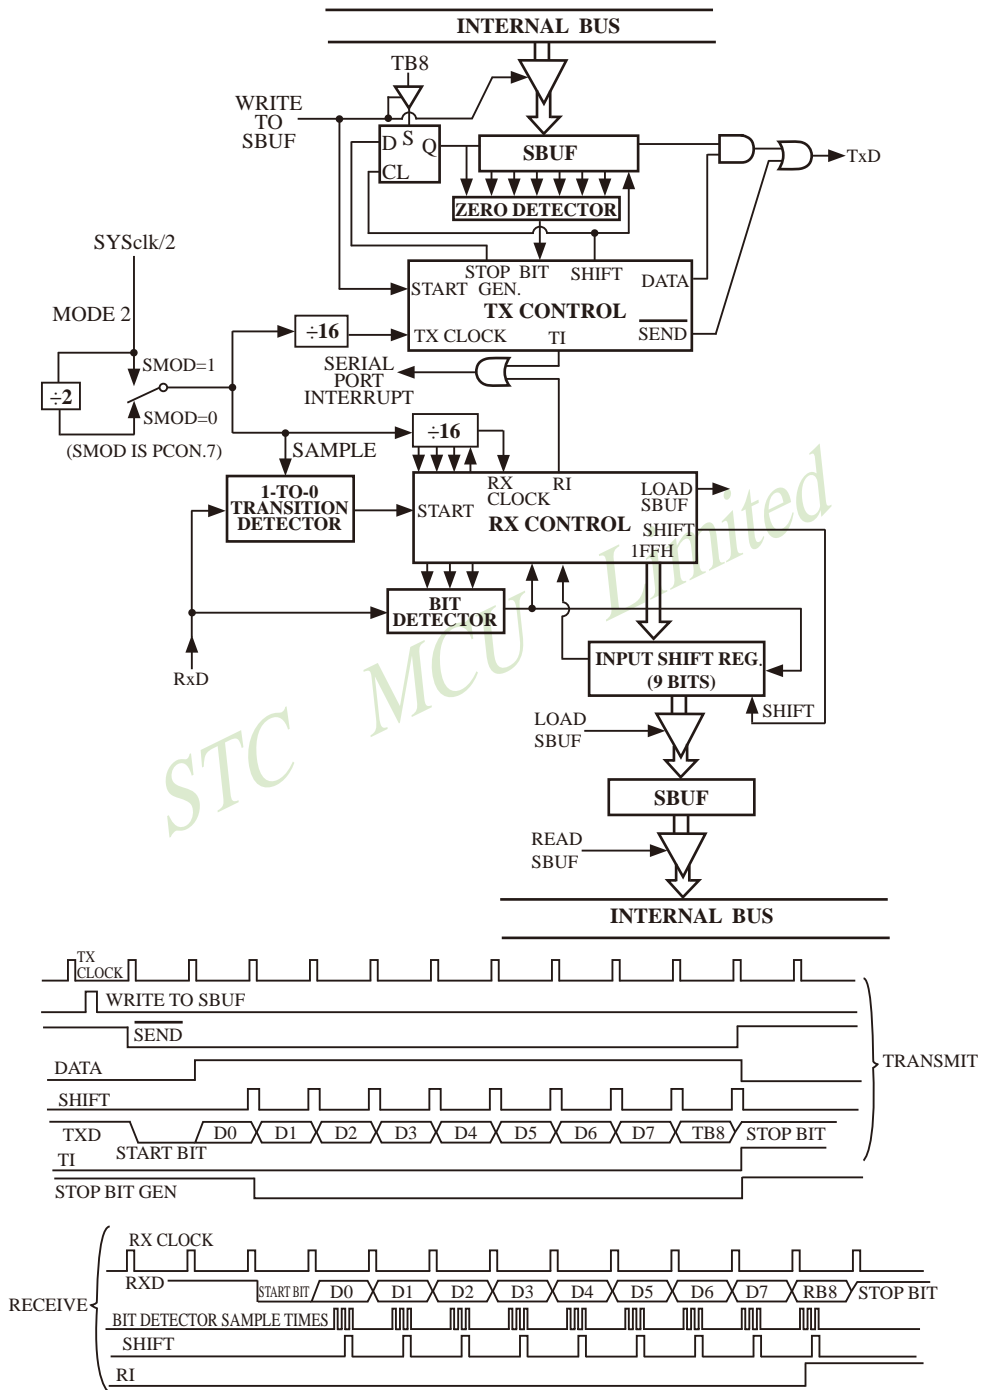 INTERNAL BUS
TB8
WRITE
TO
SBUF
D S Q
CL
SBUF
TxD
ZERO DETECTOR
SYSclk/2
STOP BIT SHIFT
GEN.
DATA
START
TX CONTROL
MODE 2
÷16
TX CLOCK
TI
SEND
SMOD=1
SERIAL
PORT
INTERRUPT
÷2
SMOD=0
(SMOD IS PCON.7)
SAMPLE
÷16
1-TO-0
TRANSITION
DETECTOR
RX
CLOCK
RI
LOAD
SBUF
START
RX CONTROL
SHIFT
1FFH
BIT
DETECTOR
RxD
INPUT SHIFT REG.
(9 BITS)
SHIFT
LOAD
SBUF
SBUF
READ
SBUF
INTERNAL BUS
STC MCU Limited
TX
CLOCK
WRITE TO SBUF
SEND
DATA
TRANSMIT
SHIFT
TXD
START BIT
D0 D1 D2 D3 D4 D5 D6 D7 TB8 STOP BIT
TI
STOP BIT GEN
RX CLOCK
RXD START BIT D0 D1 D2 D3 D4 D5 D6 D7 RB8 STOP BIT
RECEIVE
BIT DETECTOR SAMPLE TIMES
SHIFT
RI